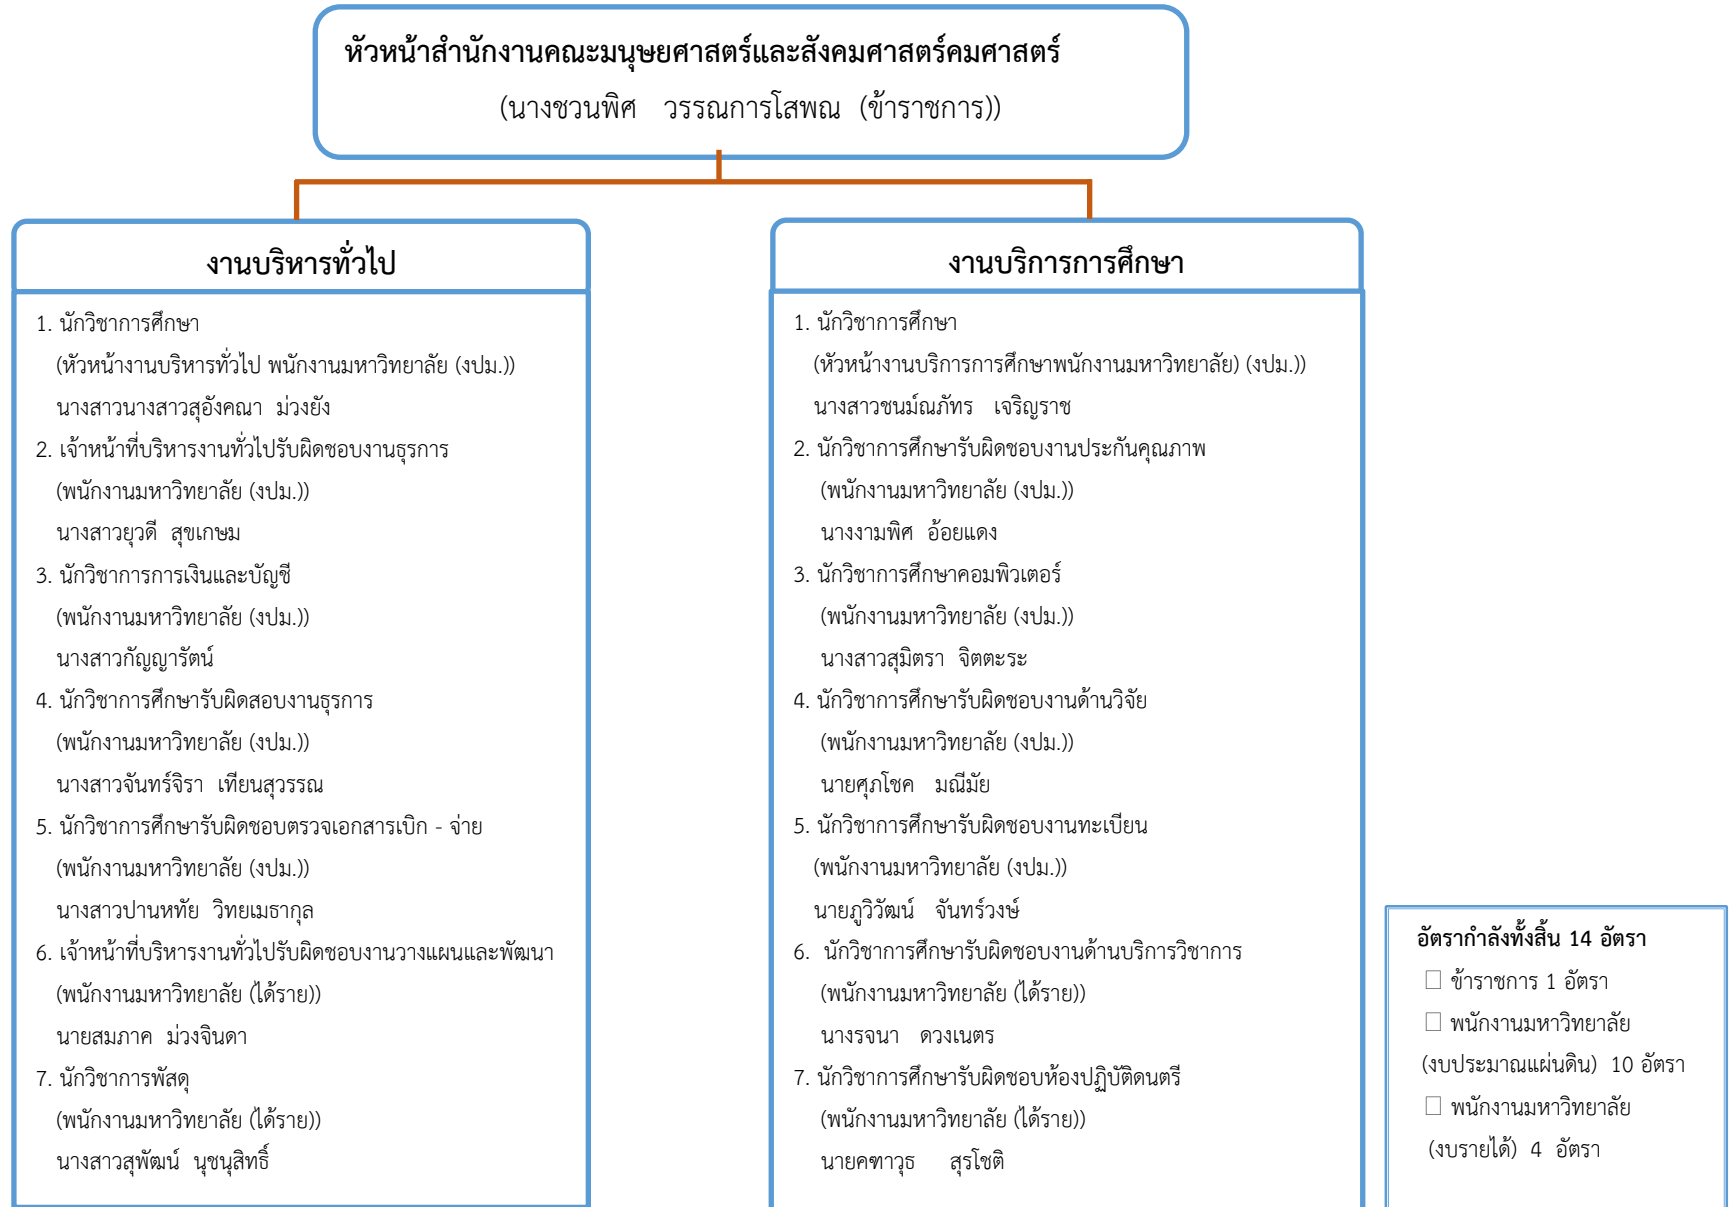 หัวหน้าสำนักงานคณะมนุษยศาสตร์และสังคมศาสตร์คมศาสตร์
(นางชวนพิศ วรรณการโสพณ (ข้าราชการ))
งานบริหารทั่วไป
1. นักวิชาการศึกษา
(หัวหน้างานบริหารทั่วไป พนักงานมหาวิทยาลัย (งปม.))
นางสาวนางสาวสุอังคณา ม่วงยัง
2. เจ้าหน้าที่บริหารงานทั่วไปรับผิดชอบงานธุรการ
(พนักงานมหาวิทยาลัย (งปม.))
นางสาวยุวดี สุขเกษม
3. นักวิชาการการเงินและบัญชี
(พนักงานมหาวิทยาลัย (งปม.))
นางสาวกัญญารัตน์
4. นักวิชาการศึกษารับผิดสอบงานธุรการ
(พนักงานมหาวิทยาลัย (งปม.))
นางสาวจันทร์จิรา เทียนสุวรรณ
5. นักวิชาการศึกษารับผิดชอบตรวจเอกสารเบิก - จ่าย
(พนักงานมหาวิทยาลัย (งปม.))
นางสาวปานหทัย วิทยเมธากุล
6. เจ้าหน้าที่บริหารงานทั่วไปรับผิดชอบงานวางแผนและพัฒนา
(พนักงานมหาวิทยาลัย (ได้ราย))
นายสมภาค ม่วงจินดา
7. นักวิชาการพัสดุ
(พนักงานมหาวิทยาลัย (ได้ราย))
นางสาวสุพัฒน์ นุชนุสิทธิ์
งานบริการการศึกษา
1. นักวิชาการศึกษา
(หัวหน้างานบริการการศึกษาพนักงานมหาวิทยาลัย) (งปม.))
นางสาวชนม์ณภัทร เจริญราช
2. นักวิชาการศึกษารับผิดชอบงานประกันคุณภาพ
(พนักงานมหาวิทยาลัย (งปม.))
นางงามพิศ อ้อยแดง
3. นักวิชาการศึกษาคอมพิวเตอร์
(พนักงานมหาวิทยาลัย (งปม.))
นางสาวสุมิตรา จิตตะระ
4. นักวิชาการศึกษารับผิดชอบงานด้านวิจัย
(พนักงานมหาวิทยาลัย (งปม.))
นายศุภโชค มณีมัย
5. นักวิชาการศึกษารับผิดชอบงานทะเบียน
(พนักงานมหาวิทยาลัย (งปม.))
นายภูวิวัฒน์ จันทร์วงษ์
6. นักวิชาการศึกษารับผิดชอบงานด้านบริการวิชาการ
(พนักงานมหาวิทยาลัย (ได้ราย))
นางรจนา ดวงเนตร
7. นักวิชาการศึกษารับผิดชอบห้องปฏิบัติดนตรี
(พนักงานมหาวิทยาลัย (ได้ราย))
นายคฑาวุธ สุรโชติ
อัตรากำลังทั้งสิ้น 14 อัตรา
□ ข้าราชการ 1 อัตรา
□ พนักงานมหาวิทยาลัย
(งบประมาณแผ่นดิน) 10 อัตรา
□ พนักงานมหาวิทยาลัย
(งบรายได้) 4 อัตรา